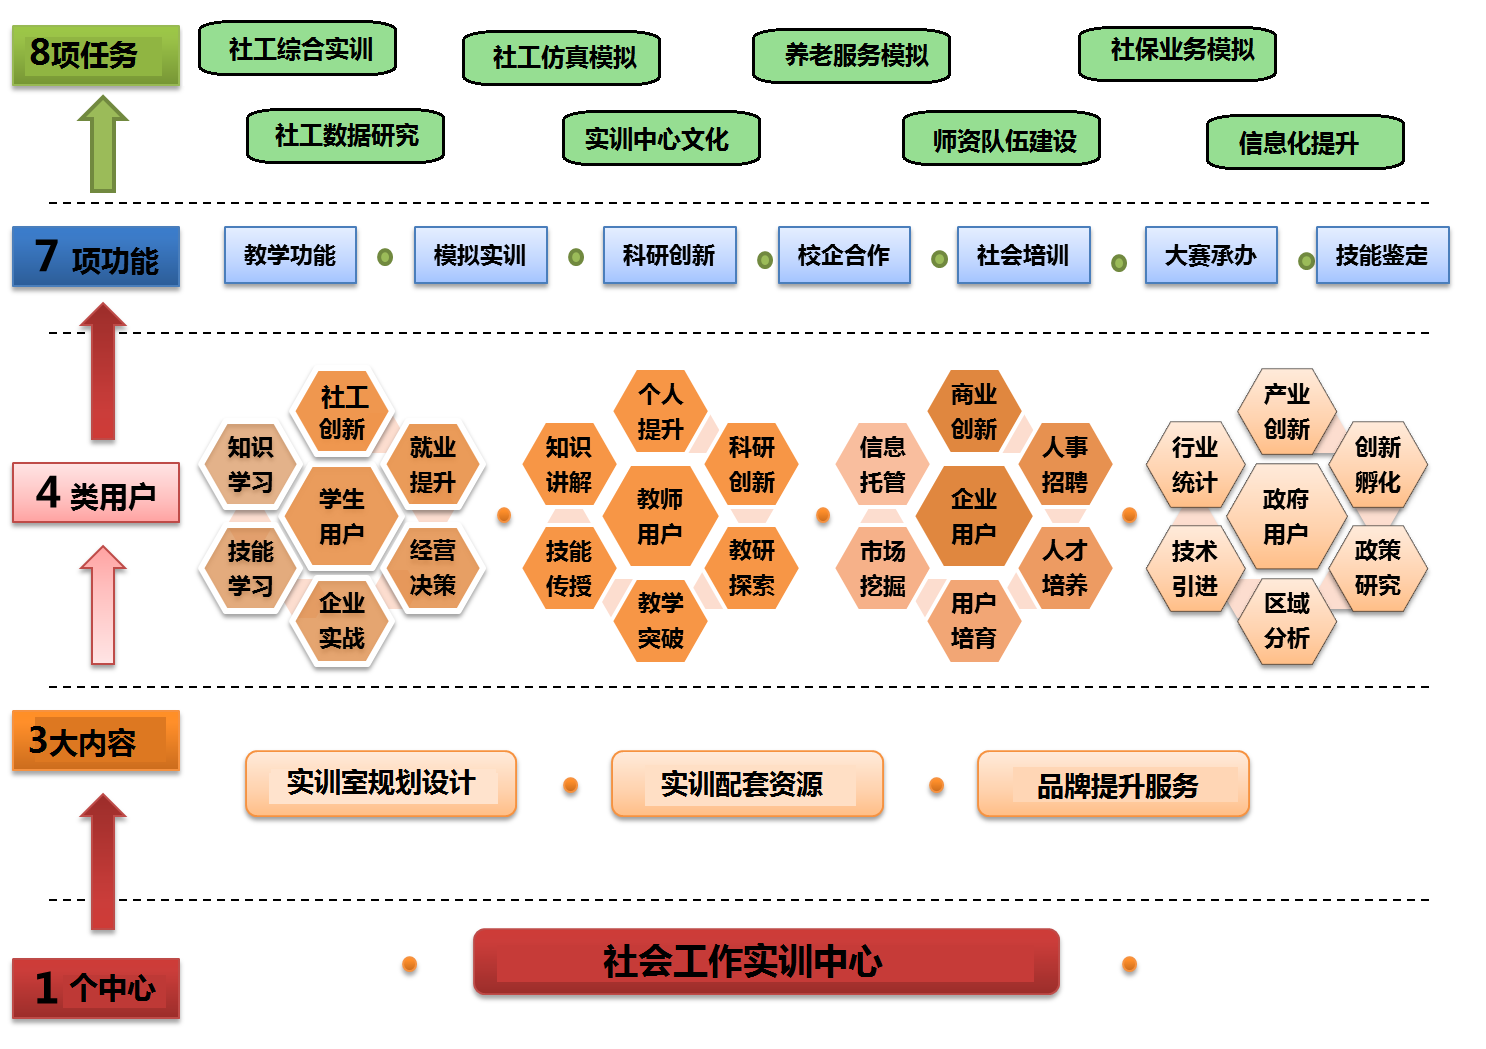 8项任务
社工综合实训
社工仿真模拟
养老服务模拟
社保业务模拟
社工数据研究
实训中心文化
师资队伍建设
信息化提升
7 项功能
教学功能
模拟实训
科研创新
校企合作
社会培训
大赛承办
技能鉴定
4 类用户
社工
创新
知识
学习
就业
提升
学生
用户
技能
学习
经营
决策
企业
实战
个人
提升
知识
讲解
科研
创新
教师
用户
技能
传授
教研
探索
教学
突破
商业
创新
信息
托管
人事
招聘
企业
用户
市场
挖掘
人才
培养
用户
培育
产业
创新
行业
统计
创新
孵化
政府
用户
技术
引进
政策
研究
区域
分析
3大内容
实训室规划设计
实训配套资源
品牌提升服务
1 个中心
社会工作实训中心